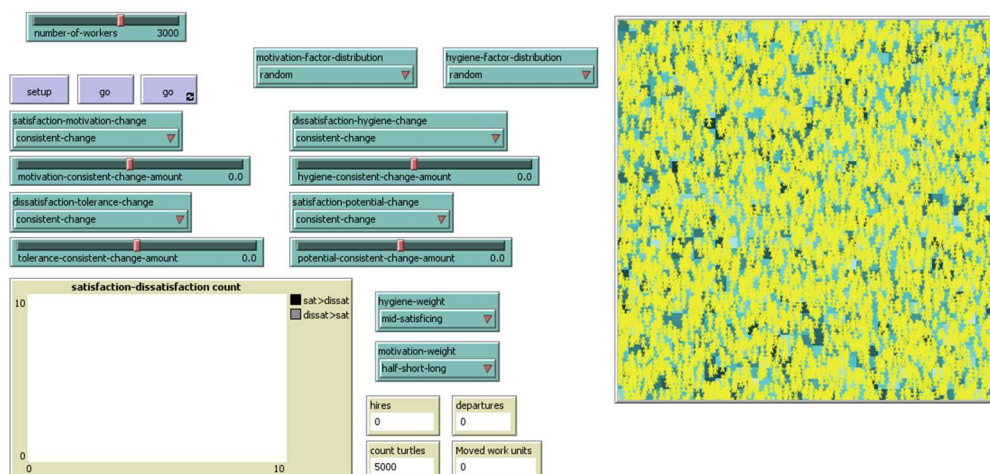 number-of-workers 3000
motivation-factor-distribution
random
hygiene-factor-distribution
random
setup
go
go
satisfaction-motivation-change
consistent-change
dissatisfaction-hygiene-change
consistent-change
motivation-consistent-change-amount 0.0
hygiene-consistent-change-amount 0.0
dissatisfaction-tolerance-change
consistent-change
satisfaction-potential-change
consistent-change
tolerance-consistent-change-amount 0.0
potential-consistent-change-amount 0.0
satisfaction-dissatisfaction count
10
sat>dissat
dissat>sat
0
0
10
hygiene-weight
mid-satisficing
motivation-weight
half-short-long
hires
0
departures
0
count turtles
5000
Moved work units
0